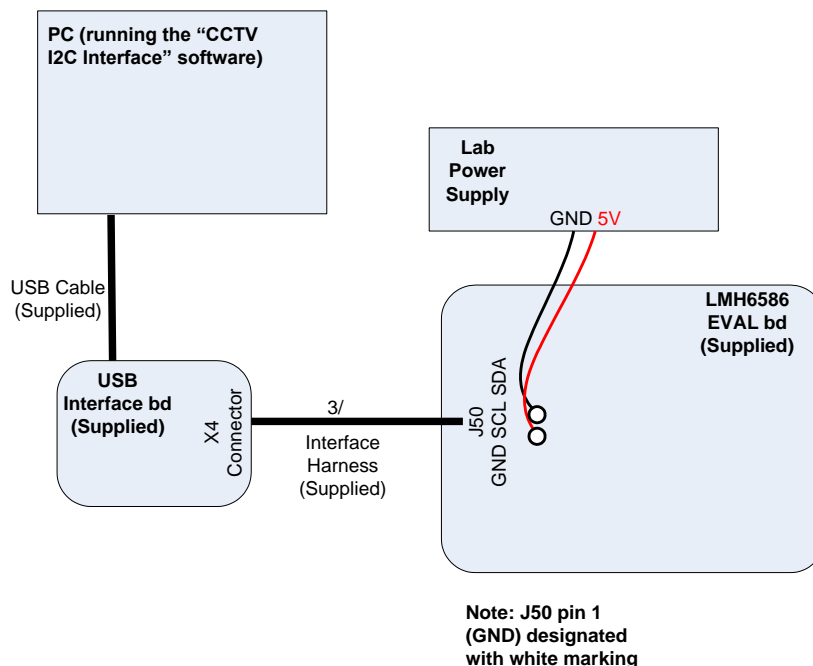 PC (running the “CCTV
I2C Interface” software)
Lab
Power
Supply
GND 5V
USB Cable
(Supplied)
LMH6586
EVAL bd
(Supplied)
USB
Interface bd
(Supplied)
X4
Connector
3/
Interface
Harness
(Supplied)
J50
GND SCL SDA
Note: J50 pin 1
(GND) designated
with white marking